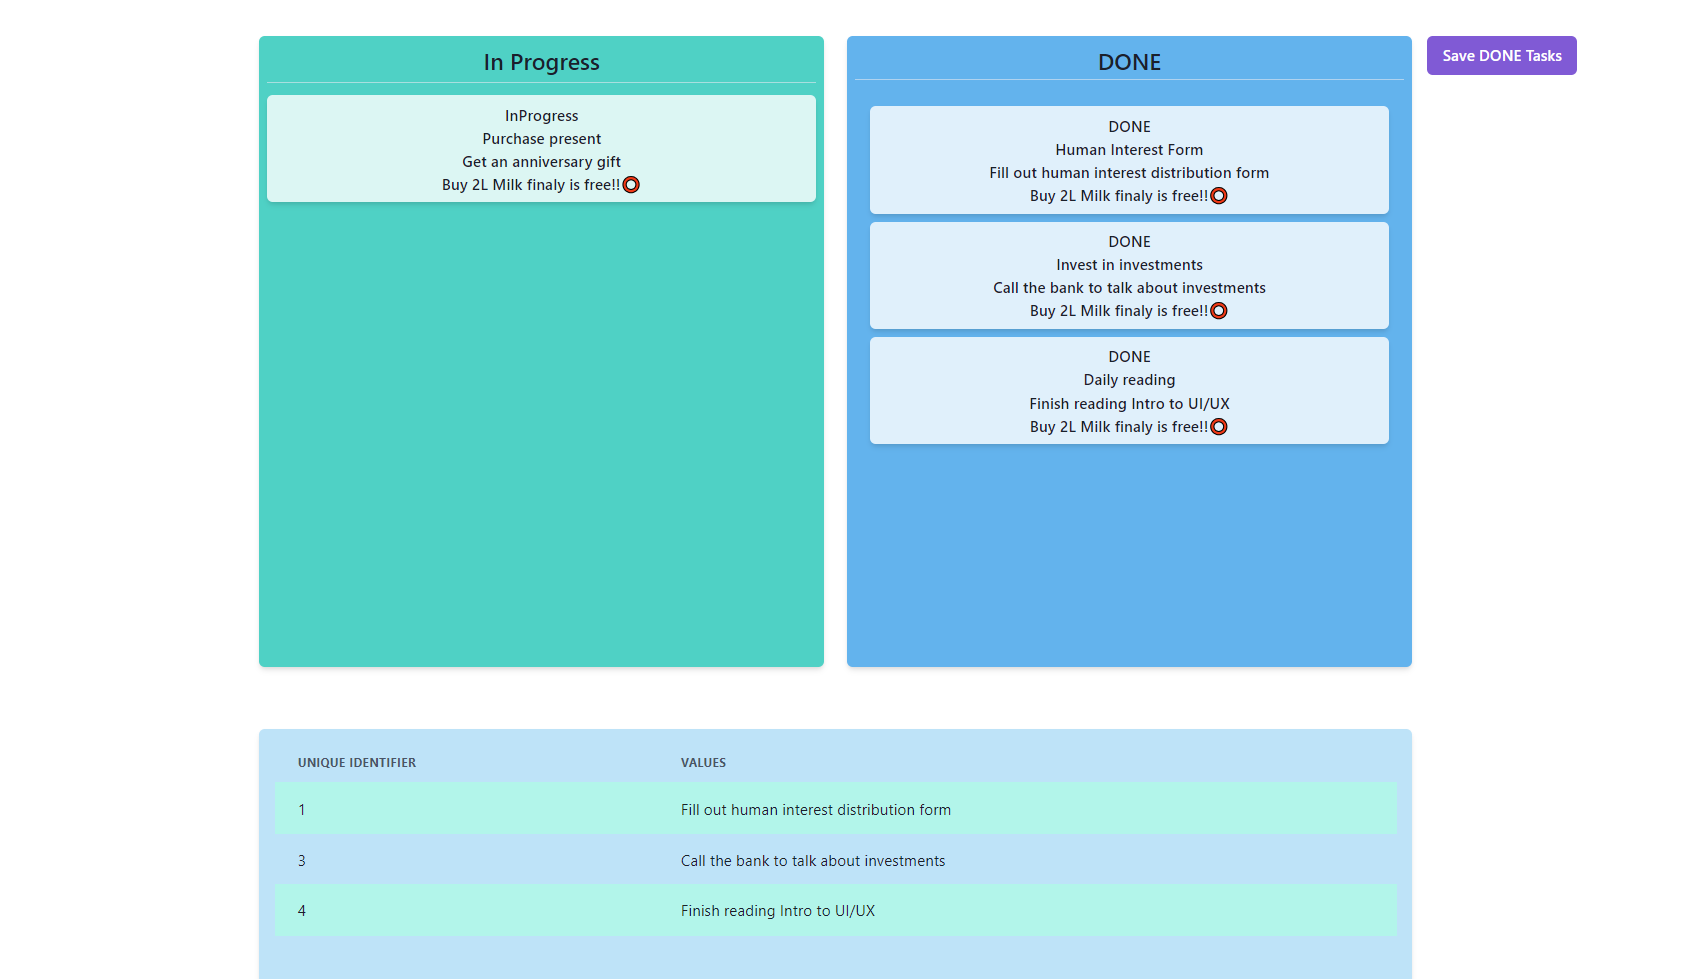 In Progress
InProgress
Purchase present
Get an anniversary gift
Buy 2L Milk finaly is free!!⭕
DONE
DONE
Human Interest Form
Fill out human interest distribution form
Buy 2L Milk finaly is free!!⭕
DONE
Invest in investments
Call the bank to talk about investments
Buy 2L Milk finaly is free!!⭕
DONE
Daily reading
Finish reading Intro to UI/UX
Buy 2L Milk finaly is free!!⭕
Save DONE Tasks
UNIQUE IDENTIFIER VALUES
1 Fill out human interest distribution form
3 Call the bank to talk about investments
4 Finish reading Intro to UI/UX